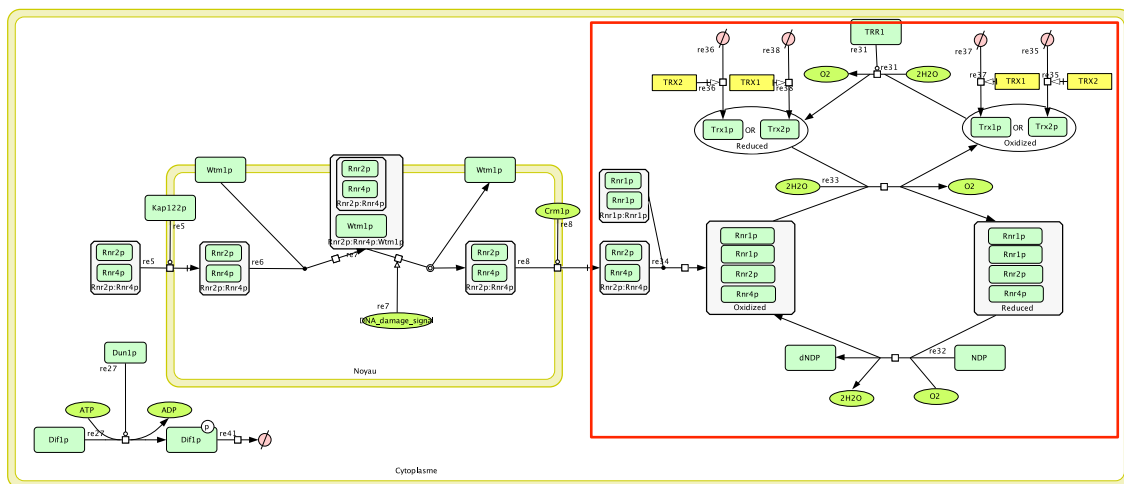 TRR1
re36
re38
re31
re37
re35
O2
re31
2H2O
TRX2
re36
TRX1
re38
re37
TRX1
re35
TRX2
Trx1p
OR
Trx2p
Reduced
Trx1p
OR
Trx2p
Oxidized
Wtm1p
Rnr2p
Rnr4p
Rnr2p:Rnr4p
Wtm1p
Rnr2p:Rnr4p:Wtm1p
Wtm1p
Rnr1p
Rnr1p
Rnr1p:Rnr1p
2H2O
re33
O2
Kap122p
re5
Crm1p
re8
Rnr2p
Rnr4p
Rnr2p:Rnr4p
re5
Rnr2p
Rnr4p
Rnr2p:Rnr4p
re6
re7
Rnr2p
Rnr4p
Rnr2p:Rnr4p
re8
Rnr2p
Rnr4p
Rnr2p:Rnr4p
re34
Rnr1p
Rnr1p
Rnr2p
Rnr4p
Oxidized
Rnr1p
Rnr1p
Rnr2p
Rnr4p
Reduced
re7
DNA_damage_signal
Dun1p
re27
Noyau
dNDP
re32
NDP
2H2O
O2
ATP
ADP
Dif1p
re27
Dif1p
P
re41
Cytoplasme